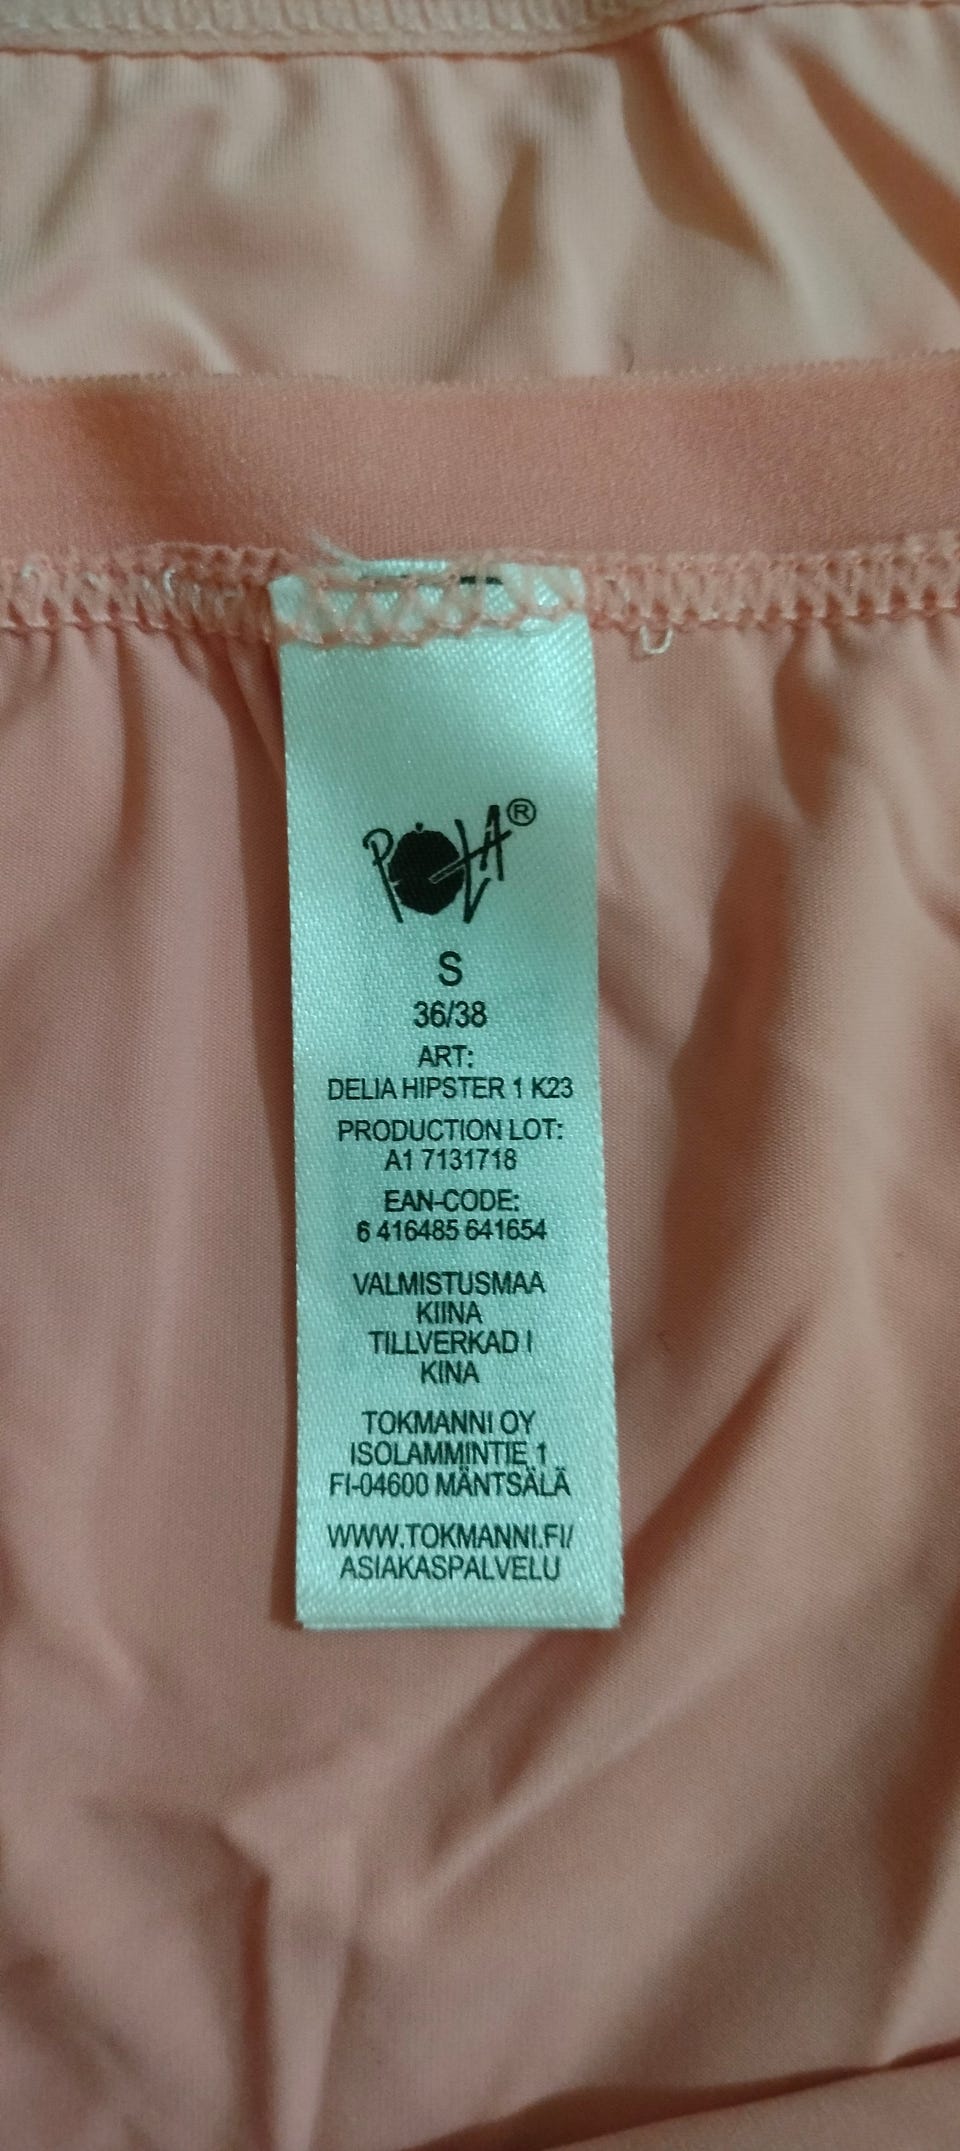 POLA®
S
36/38
ART:
DELIA HIPSTER 1 K23
PRODUCTION LOT:
A1 7131718
EAN-CODE:
6 416485 641654
VALMISTUSMAA
KIINA
TILLVERKAD I
KINA
TOKMANNI OY
ISOLAMMINTIE 1
FI-04600 MÄNTSÄLÄ
WWW.TOKMANNI.FI/
ASIAKASPALVELU